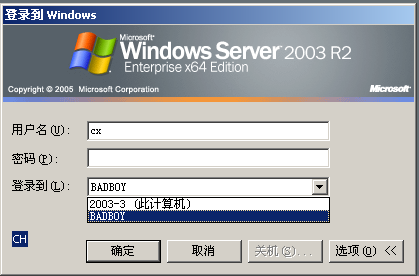 登录到 Windows
Microsoft
Windows Server 2003 R2
Enterprise x64 Edition
Copyright © 2005 Microsoft Corporation
Microsoft
用户名(U):
cx
密码(P):
登录到(L):
BADBOY
2003-3 (此计算机)
BADBOY
CH
确定
取消
关机(S)...
选项(O) <<